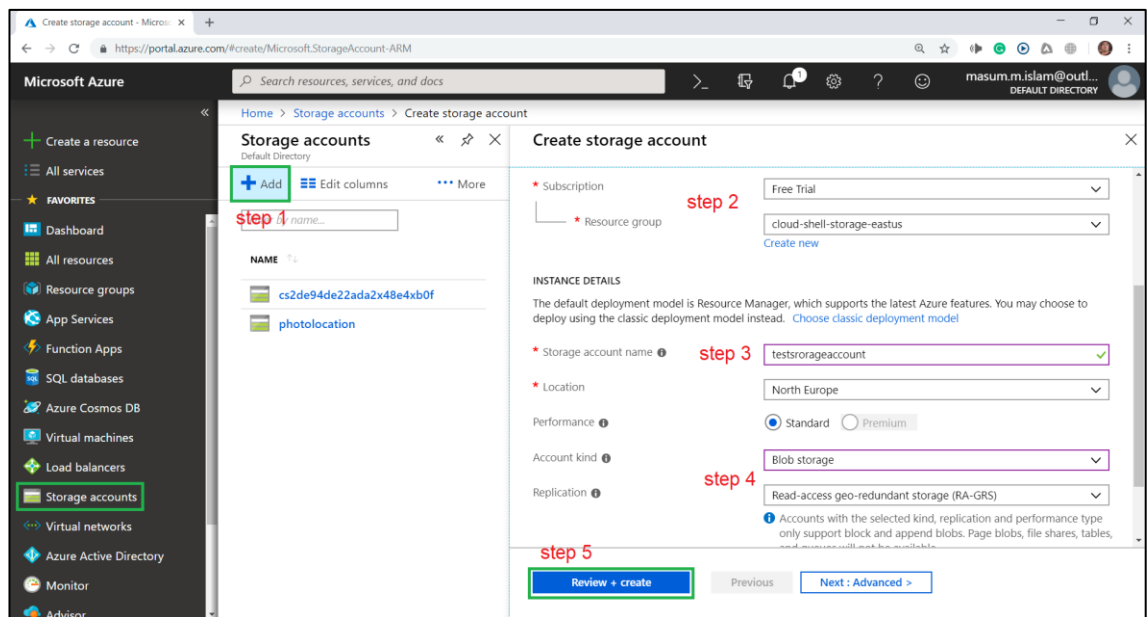 Create storage account - Micros
https://portal.azure.com/#create/Microsoft.StorageAccount-ARM
Microsoft Azure
Search resources, services, and docs
1
masum.m.islam@outl...
DEFAULT DIRECTORY
Create a resource
All services
FAVORITES
Dashboard
All resources
Resource groups
App Services
Function Apps
SQL databases
Azure Cosmos DB
Virtual machines
Load balancers
Storage accounts
Virtual networks
Azure Active Directory
Monitor
Advisor
Home > Storage accounts > Create storage account
Storage accounts
Default Directory
Add Edit columns ••• More
step 1
by name...
NAME
cs2de94de22ada2x48e4xb0f
photolocation
Create storage account
* Subscription
step 2
Free Trial
* Resource group
cloud-shell-storage-eastus
Create new
INSTANCE DETAILS
The default deployment model is Resource Manager, which supports the latest Azure features. You may choose to
deploy using the classic deployment model instead. Choose classic deployment model
* Storage account name
step 3
testsrorageaccount
* Location
North Europe
Performance
Standard Premium
Account kind
Blob storage
step 4
Replication
Read-access geo-redundant storage (RA-GRS)
Accounts with the selected kind, replication and performance type
only support block and append blobs. Page blobs, file shares, tables,
and queues will not be available
step 5
Review + create Previous Next : Advanced >